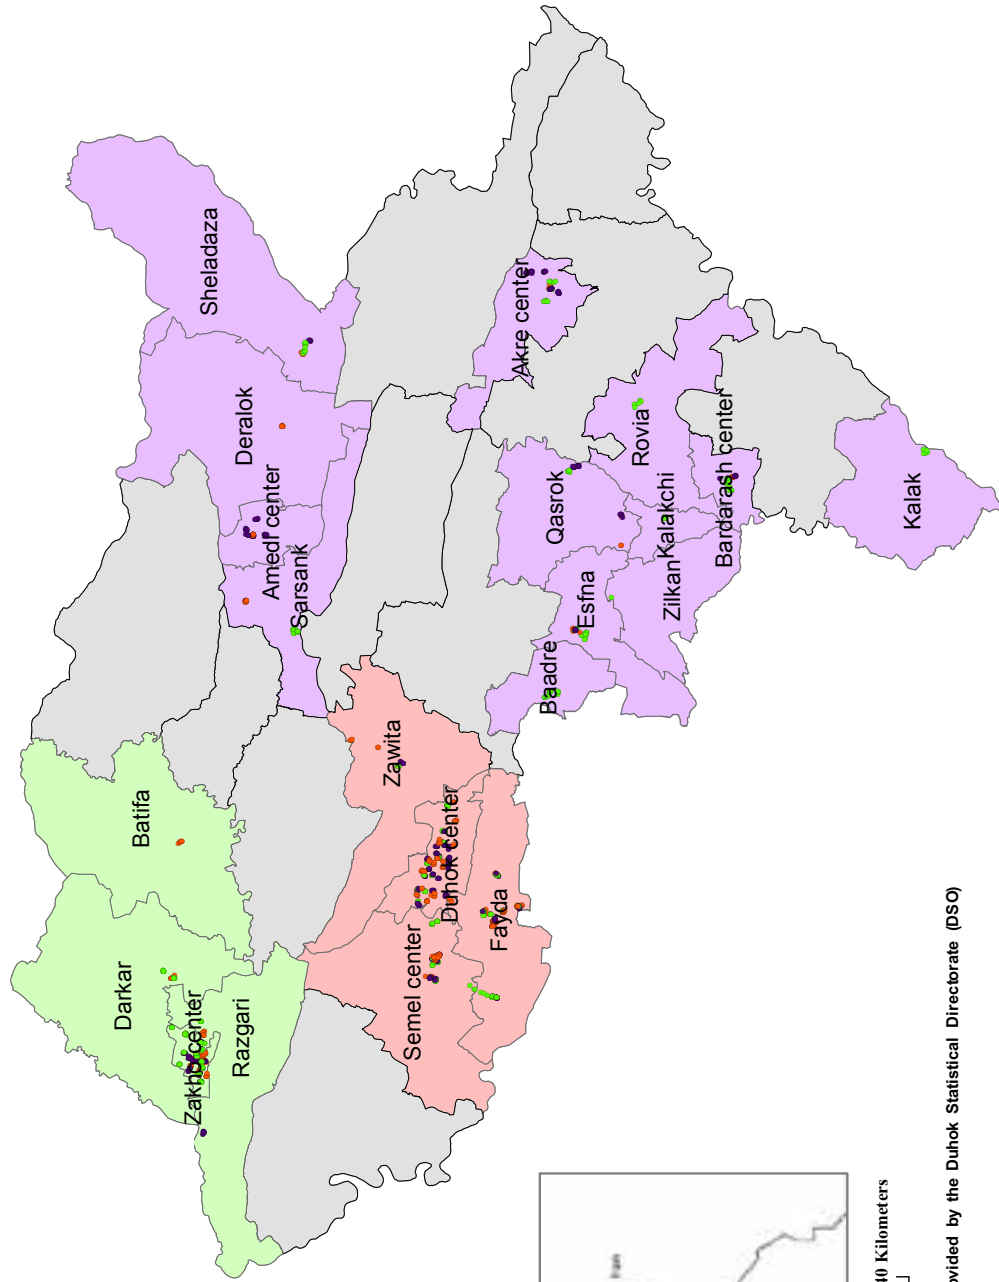 Sheladaza
Deralok
Amedi center
Sarsank
Batifa
Darkar
Zakho center
Razgari
Zawita
Duhok center
Semel center
Fayda
Akre center
Rovia
Qasrok
Kalakchi
Bardarash center
Zilkan
Esfna
Baadre
Kalak
Iran
40 Kilometers
ovided by the Duhok Statistical Directorate (DSO)